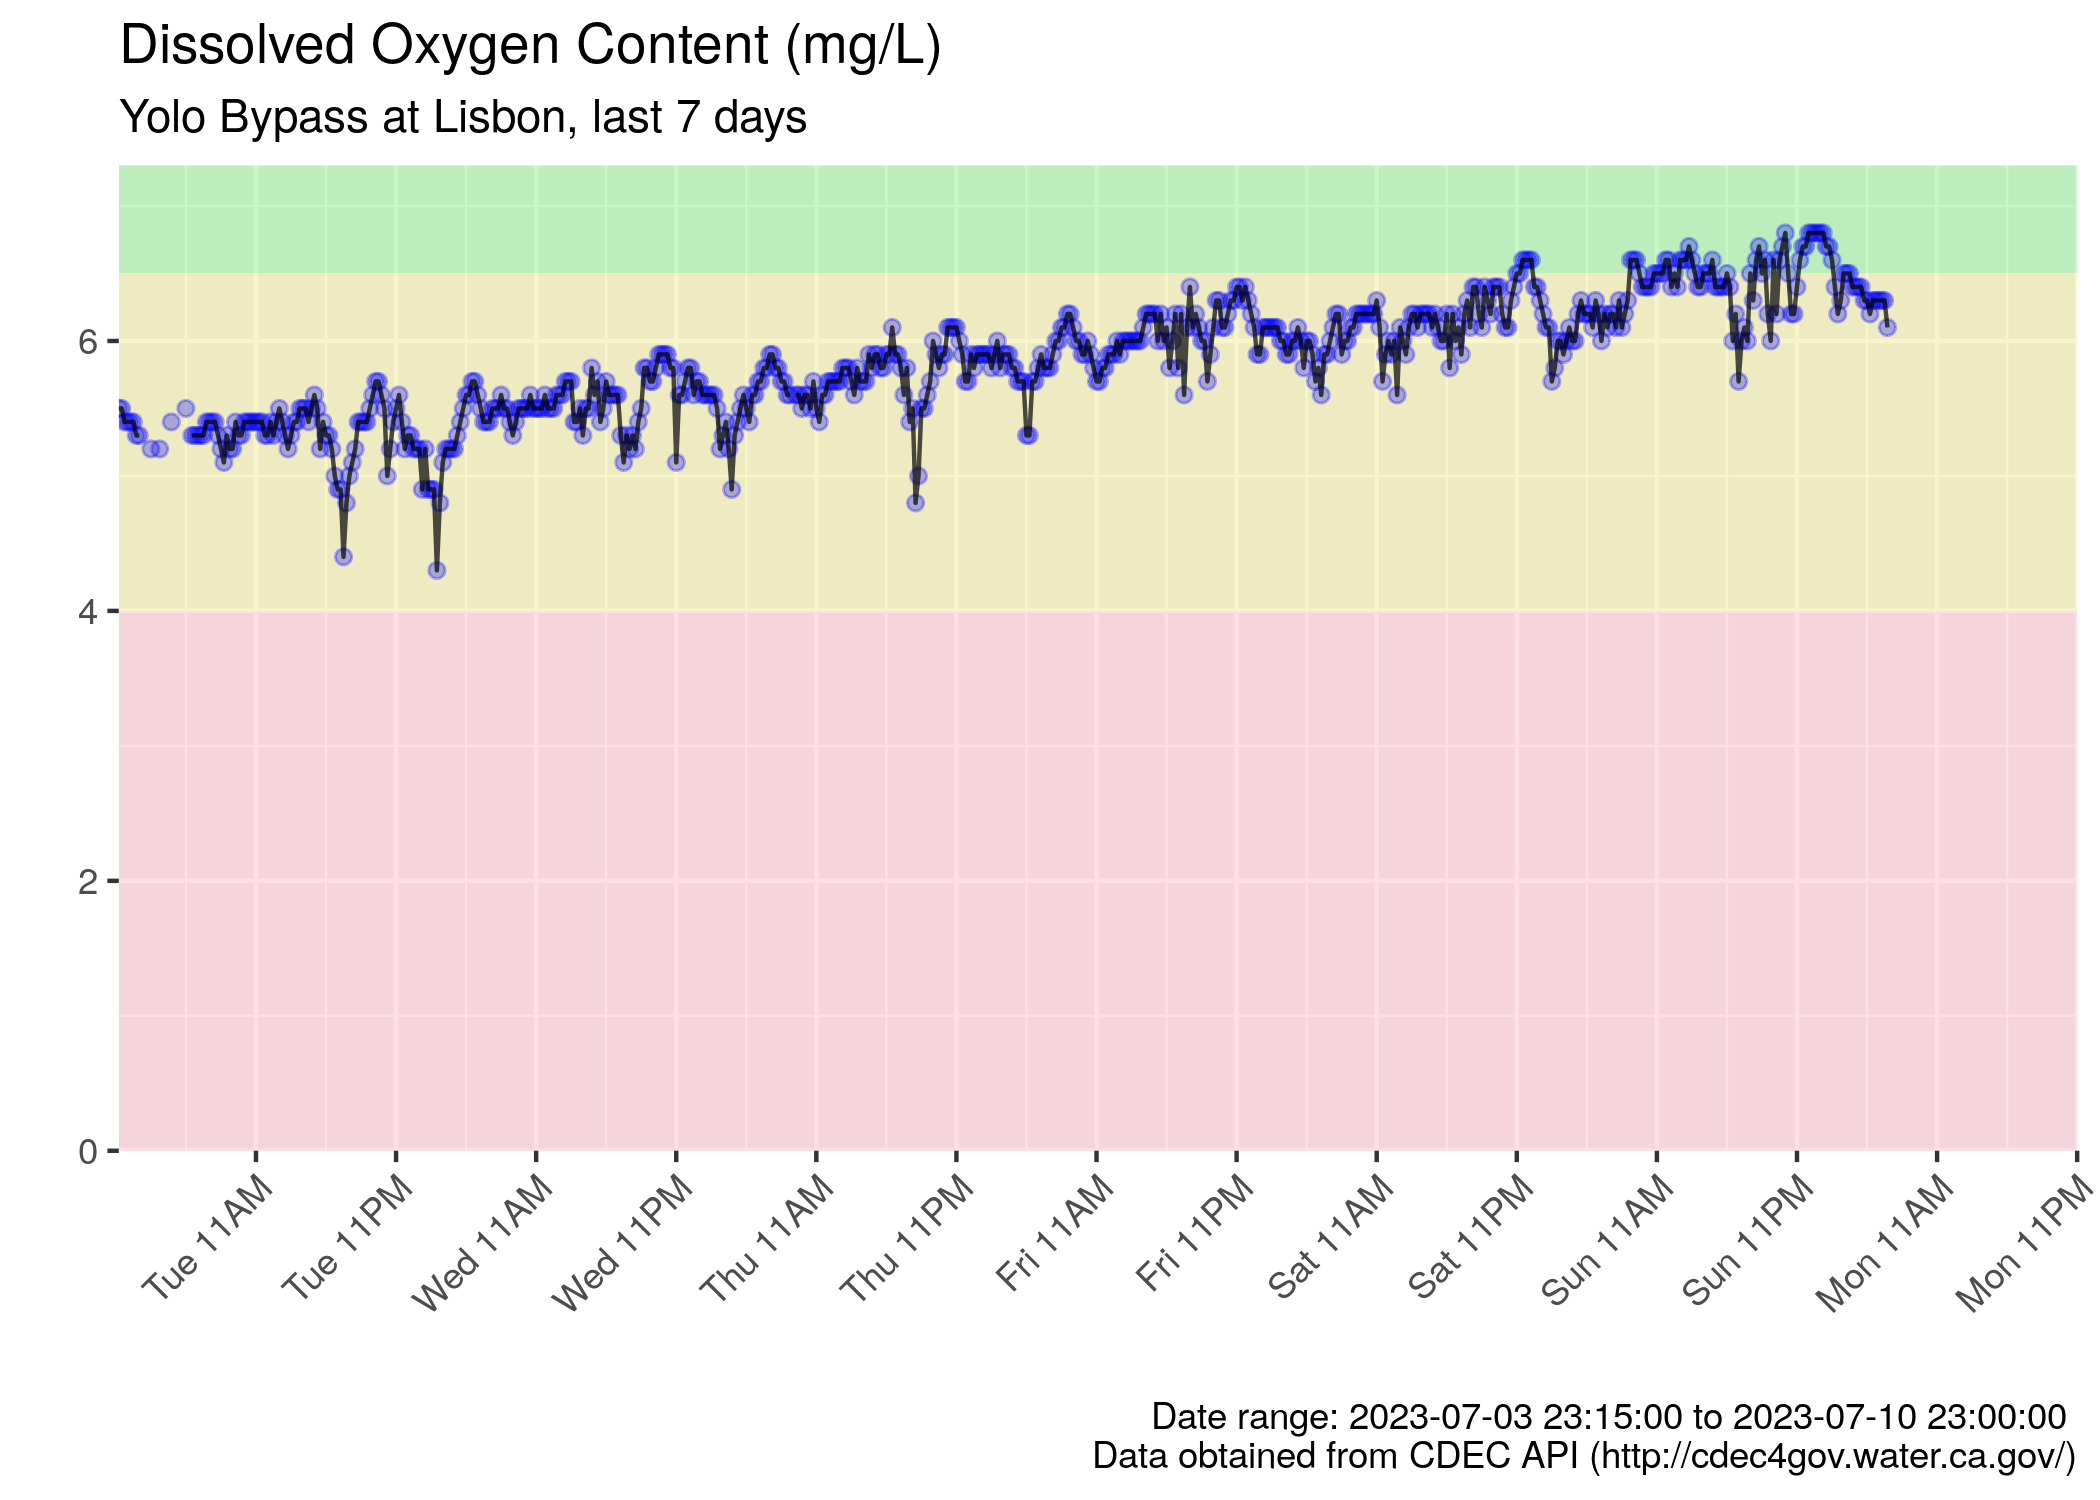 Dissolved Oxygen Content (mg/L)
Yolo Bypass at Lisbon, last 7 days
6
4
2
0
Tue 11AM
Tue 11PM
Wed 11AM
Wed 11PM
Thu 11AM
Thu 11PM
Fri 11AM
Fri 11PM
Sat 11AM
Sat 11PM
Sun 11AM
Sun 11PM
Mon 11AM
Mon 11PM
Date range: 2023-07-03 23:15:00 to 2023-07-10 23:00:00
Data obtained from CDEC API (http://cdec4gov.water.ca.gov/)